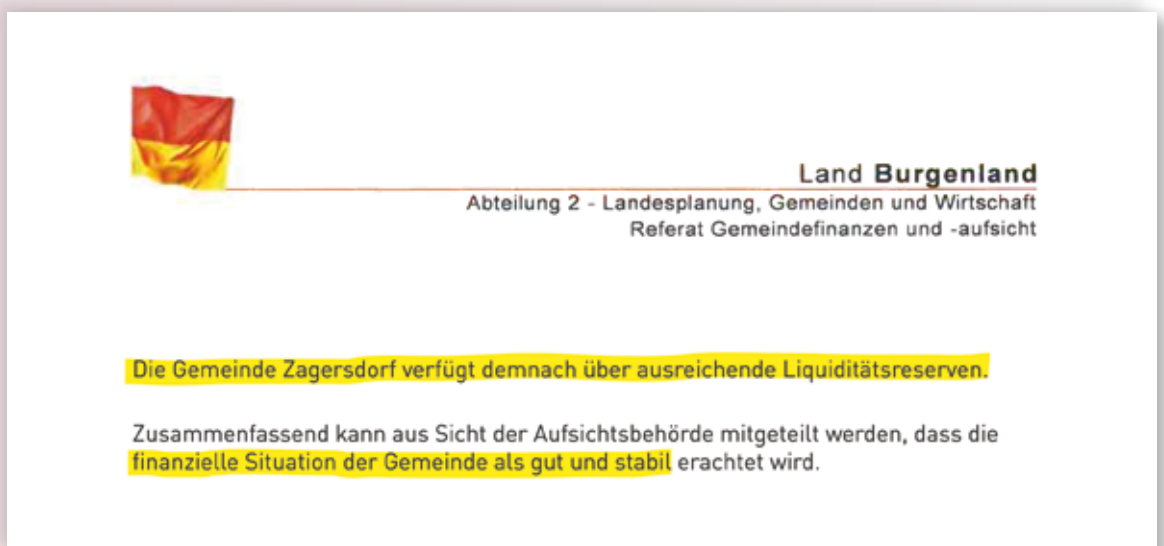 Land Burgenland
Abteilung 2 - Landesplanung, Gemeinden und Wirtschaft
Referat Gemeindefinanzen und -aufsicht
Die Gemeinde Zagersdorf verfügt demnach über ausreichende Liquiditätsreserven.
Zusammenfassend kann aus Sicht der Aufsichtsbehörde mitgeteilt werden, dass die
finanzielle Situation der Gemeinde als gut und stabil erachtet wird.